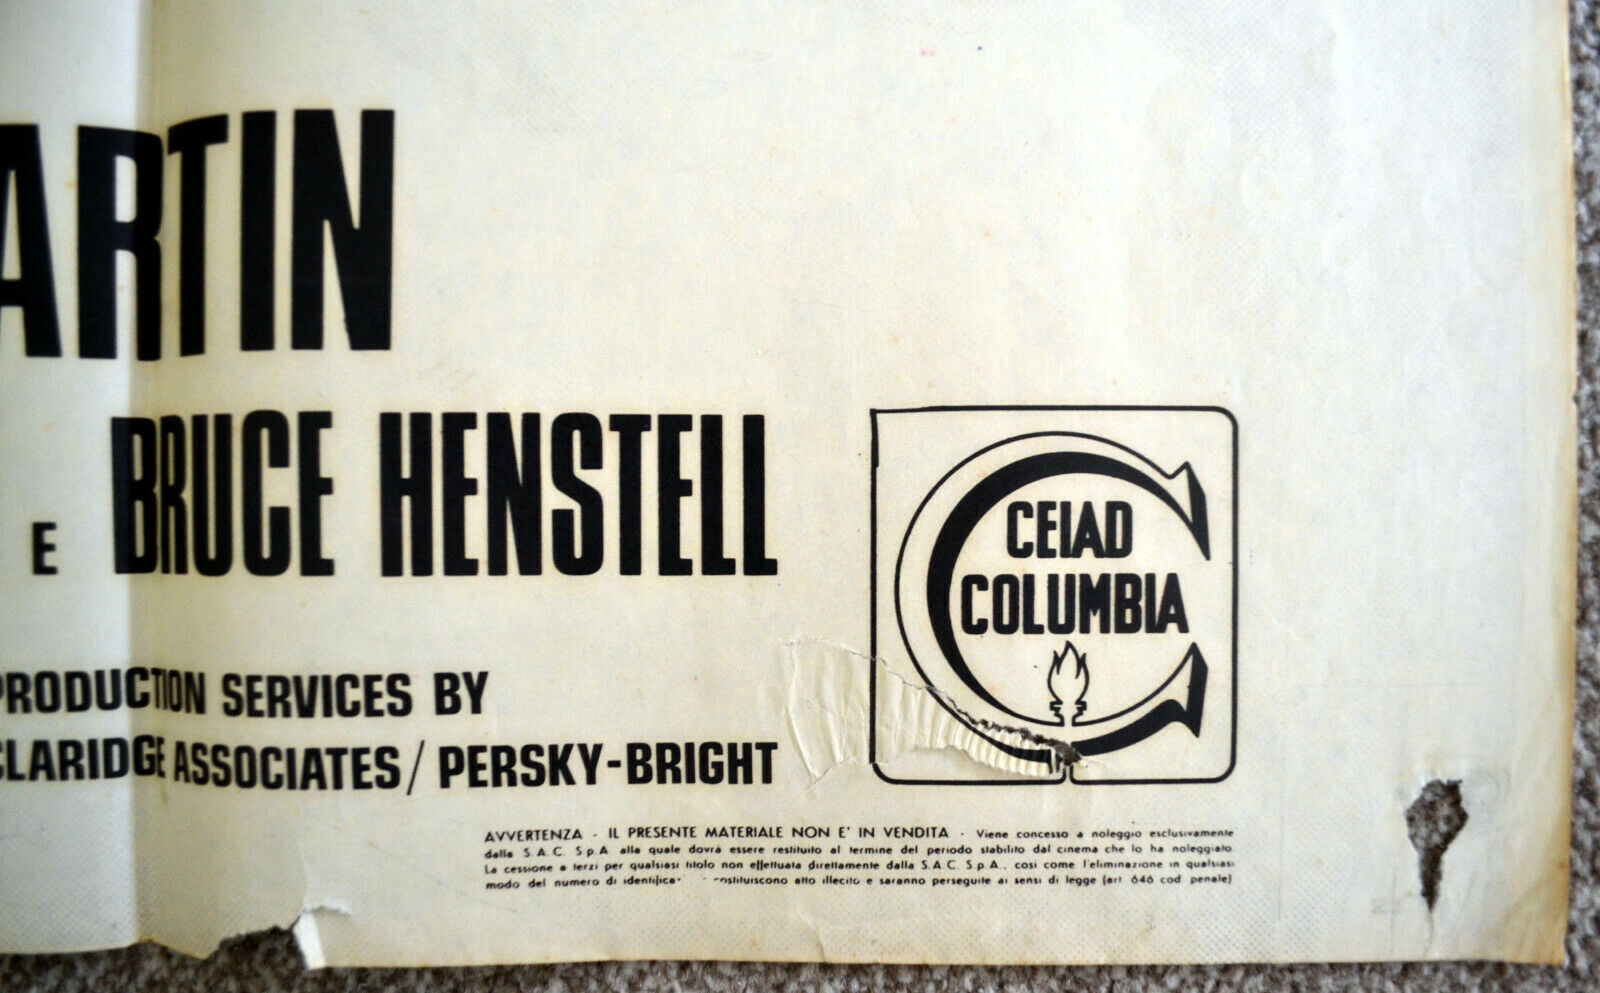 ARTIN
E BRUCE HENSTELL
CEIAD
COLUMBIA
PRODUCTION SERVICES BY
CLARIDGE ASSOCIATES / PERSKY-BRIGHT
AVVERTENZA - IL PRESENTE MATERIALE NON E' IN VENDITA - Viene concesso a noleggio esclusivamente
dalla S.A.C. S.p.A. alla quale dovrà essere restituito al termine del periodo stabilito dal cinema che lo ha noleggiato
La cessione a terzi per qualsiasi titolo non effettuata direttamente dalla S.A.C. S.p.A., così come l'eliminazione in qualsiasi
modo del numero di identifica ostituiscono atto illecito e saranno perseguite ai sensi di legge (art. 646 cod. penale)